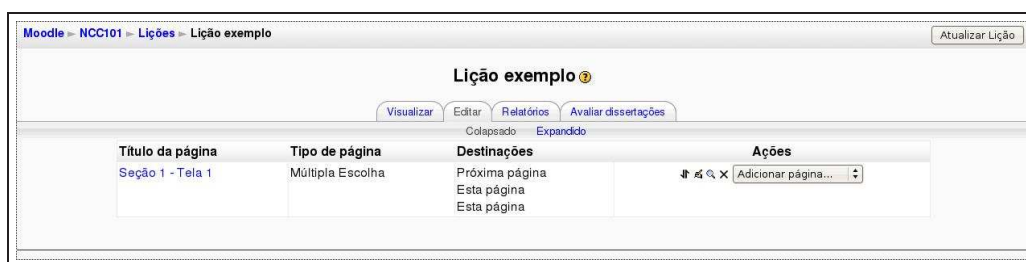 Moodle ► NCC101 ► Lições ► Lição exemplo
Atualizar Lição
Lição exemplo
Visualizar Editar Relatórios Avaliar dissertações
Colapsado Expandido
Título da página Tipo de página Destinações Ações
Seção 1 - Tela 1 Múltipla Escolha Próxima página Adicionar página...
Esta página
Esta página